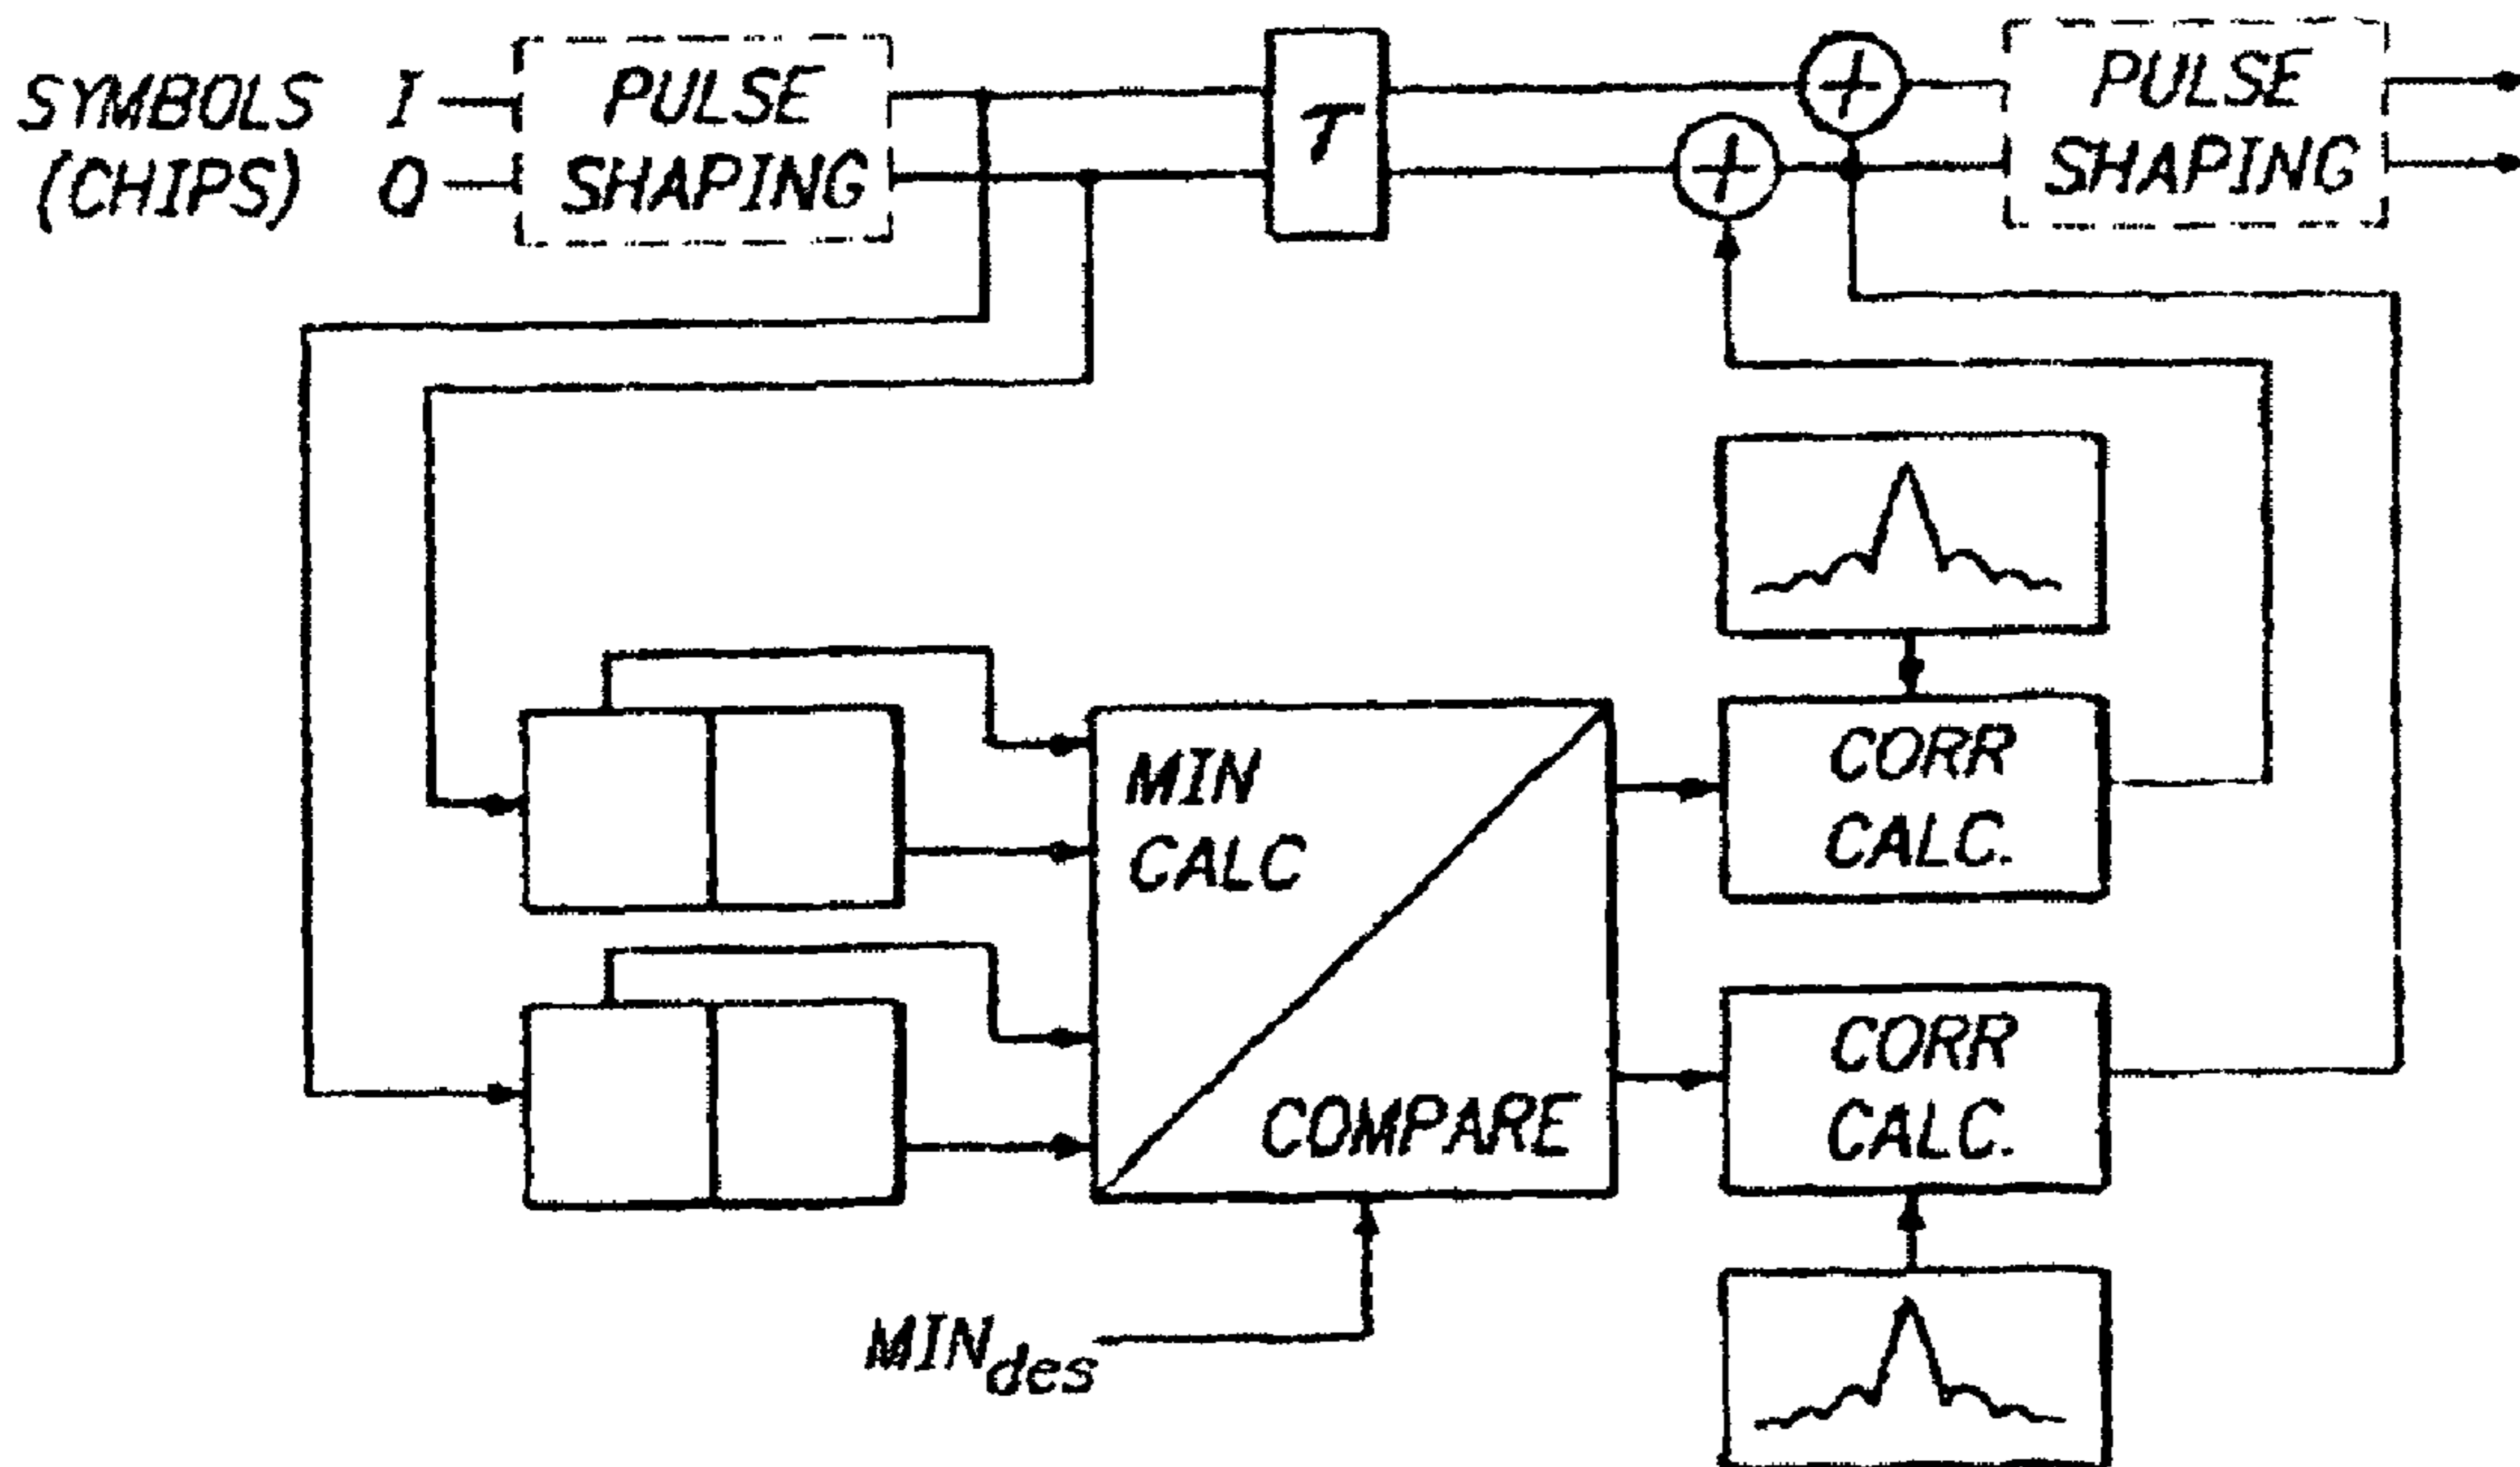 SYMBOLS I
(CHIPS) Q
PULSE
SHAPING
T
PULSE
SHAPING
MIN
CALC
COMPARE
CORR
CALC.
CORR
CALC.
MINdes